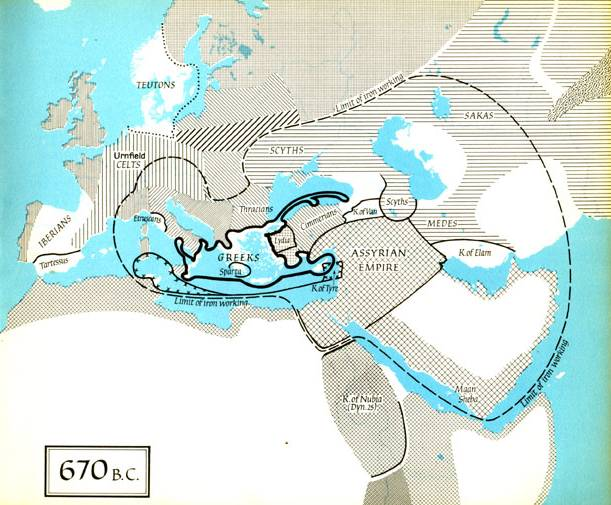 TEUTONS
Limit of iron working
SAKAS
Urnfield
CELTS
SCYTHS
IBERIANS
Etruscans
Thracians
Cimmerians
K. of Van
Scyths
MEDES
Tartessus
GREEKS
Lydia
Sparta
ASSYRIAN
EMPIRE
K. of Elam
K. of Tyre
Limit of iron working
Limit of iron working
Maan
Sheba
K. of Nubia
(Dyn. 25)
670 B.C.